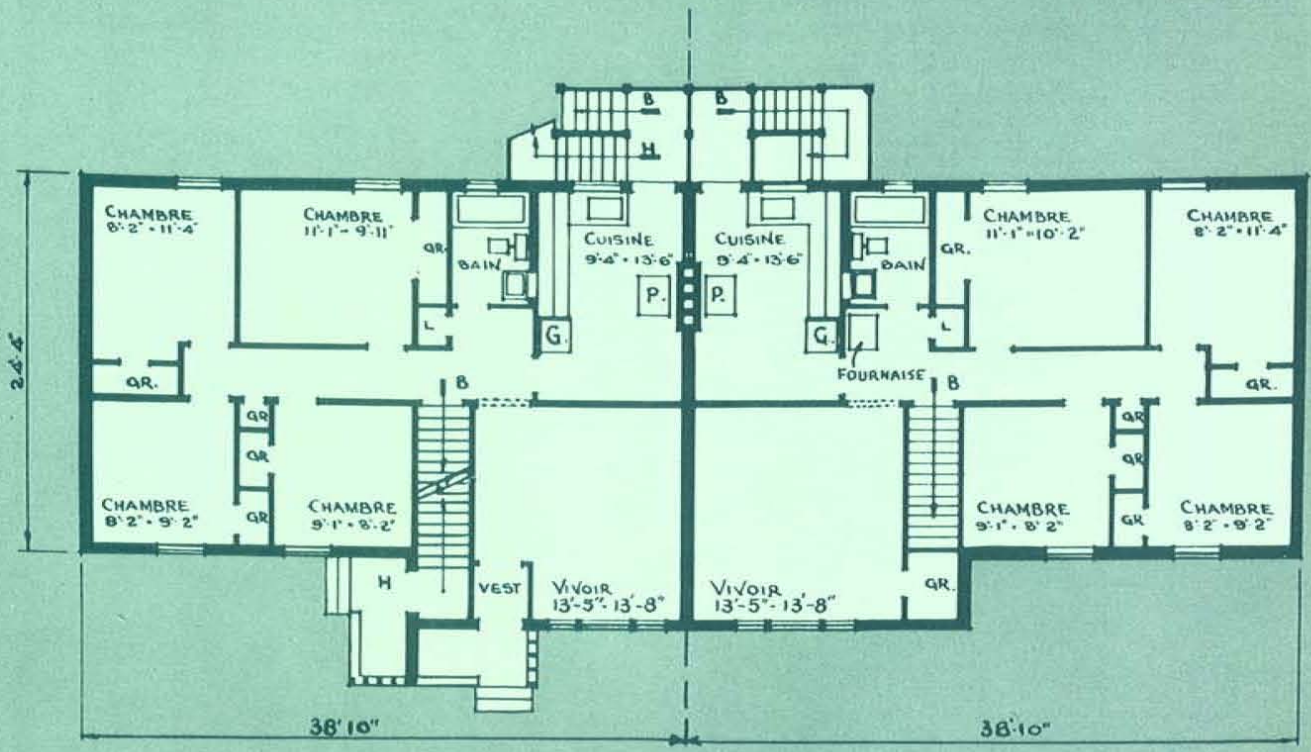 B
B
H
CHAMBRE
8'-2" = 11'-4"
CHAMBRE
11'-1" - 9'-11"
GR.
BAIN
CUISINE
9'-4" = 13'-6"
P.
G.
L
GR.
B
CUISINE
9'-4" = 13'-6"
P.
G.
BAIN
FOURNAISE
GR.
L
CHAMBRE
11'-1" = 10'-2"
CHAMBRE
8'-2" = 11'-4"
GR.
B
24'-4"
GR.
GR.
GR.
CHAMBRE
8'-2" = 9'-2"
CHAMBRE
9'-1" = 8'-2"
H
VEST
VIVOIR
13'-5" - 13'-8"
VIVOIR
13'-5" - 13'-8"
GR.
CHAMBRE
9'-1" = 8'-2"
GR.
GR.
GR.
CHAMBRE
8'-2" = 9'-2"
38'10"
38'-10"